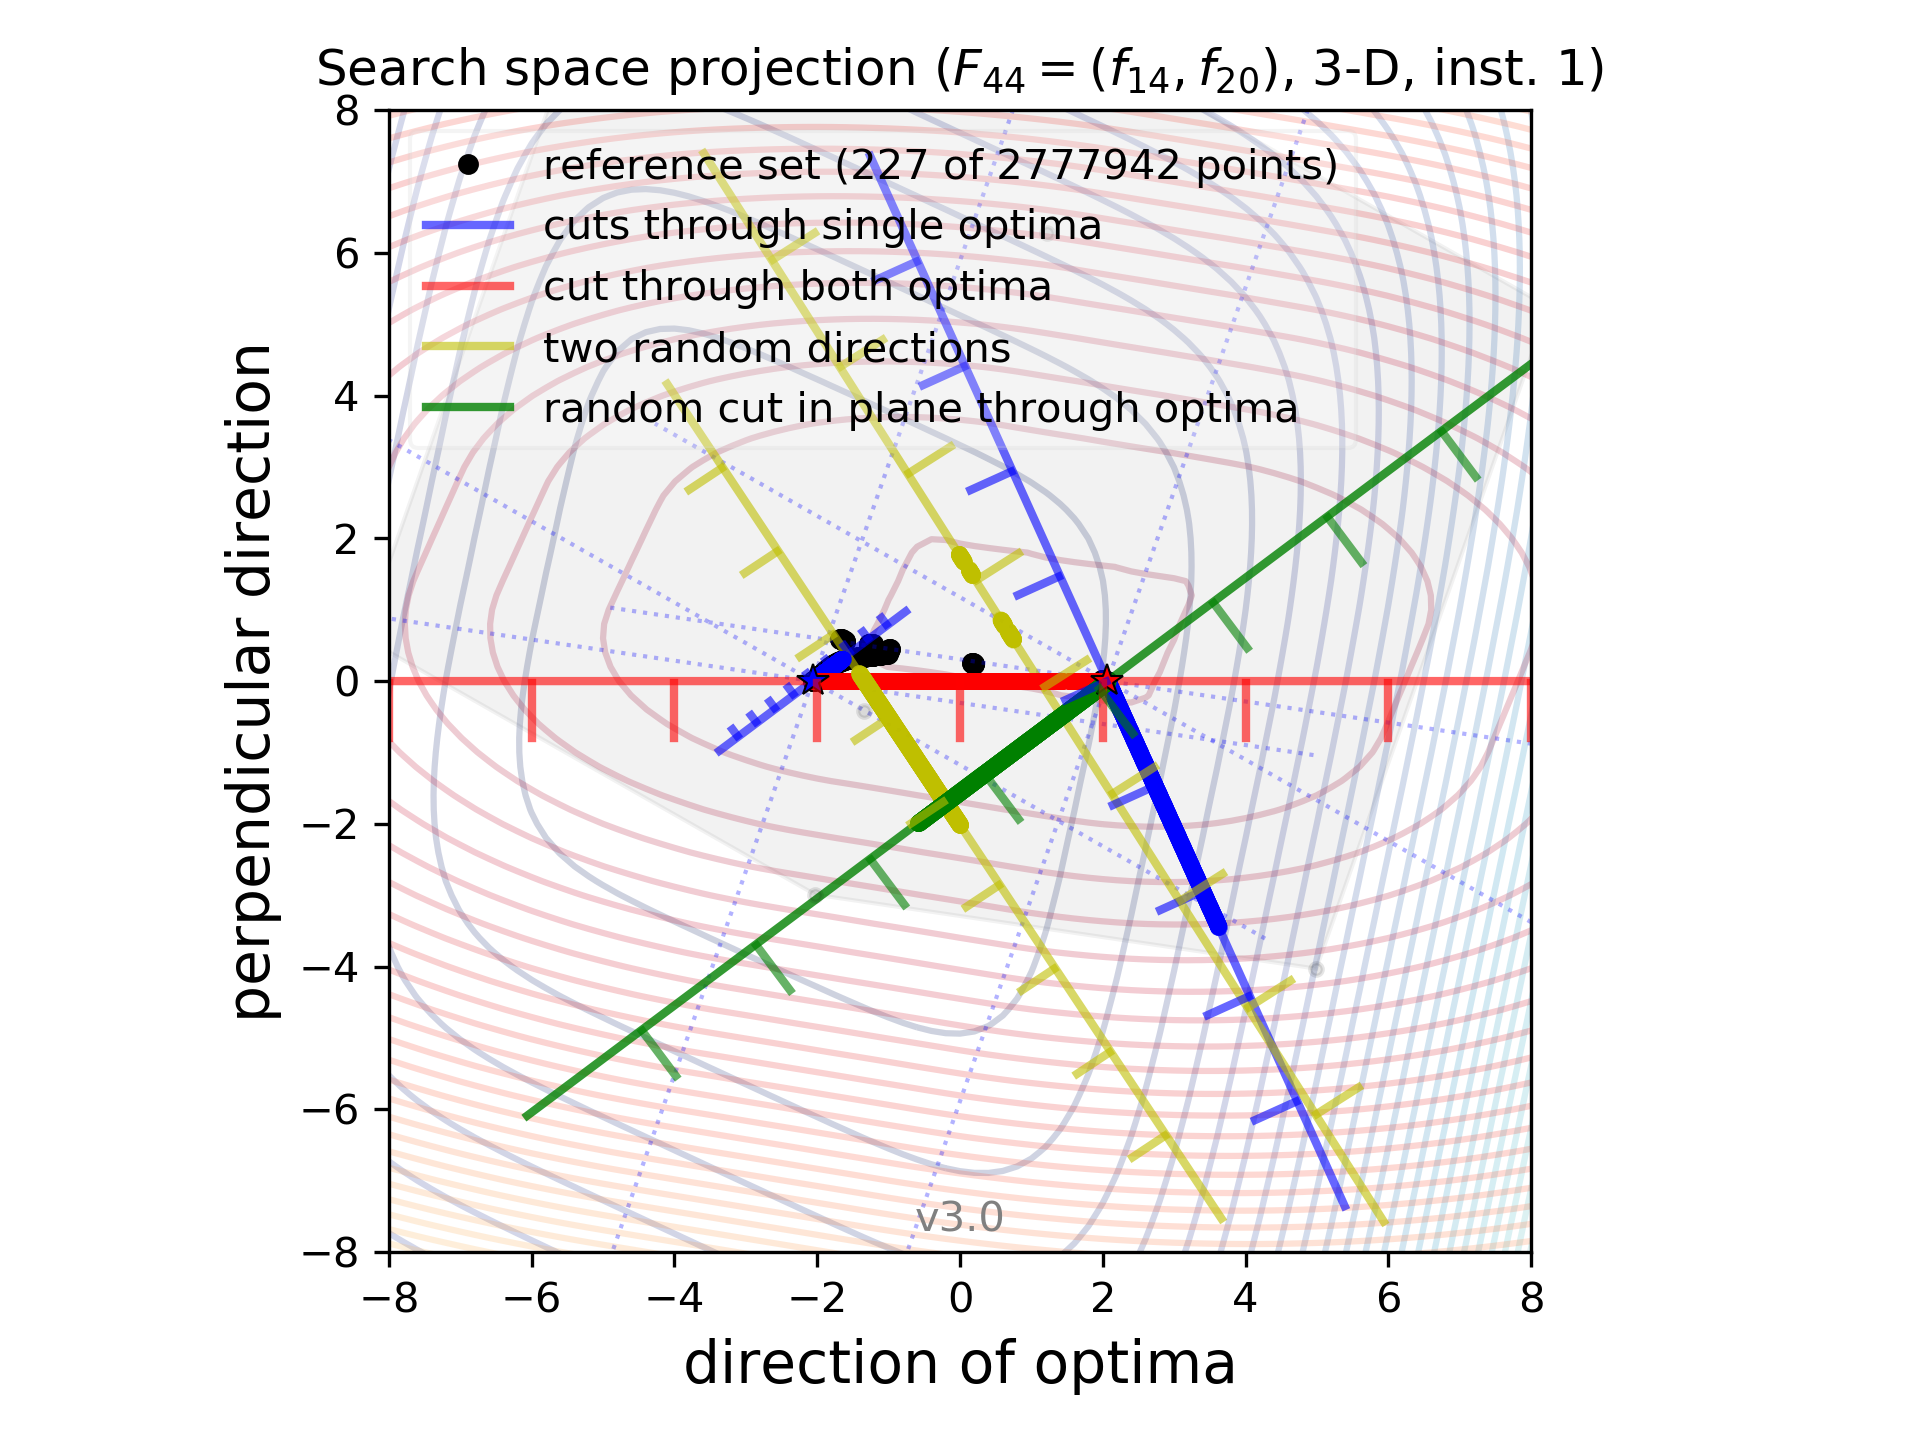 Search space projection (F44 = (f14, f20), 3-D, inst. 1)
reference set (227 of 2777942 points)
cuts through single optima
cut through both optima
two random directions
random cut in plane through optima
perpendicular direction
8
6
4
2
0
−2
−4
−6
−8
v3.0
−8 −6 −4 −2 0 2 4 6 8
direction of optima